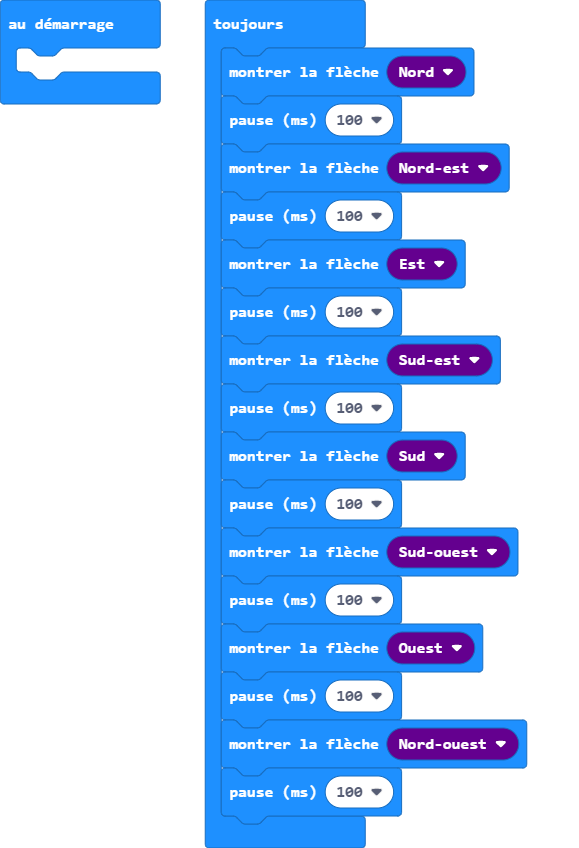 au démarrage
toujours
montrer la flèche Nord
pause (ms) 100
montrer la flèche Nord-est
pause (ms) 100
montrer la flèche Est
pause (ms) 100
montrer la flèche Sud-est
pause (ms) 100
montrer la flèche Sud
pause (ms) 100
montrer la flèche Sud-ouest
pause (ms) 100
montrer la flèche Ouest
pause (ms) 100
montrer la flèche Nord-ouest
pause (ms) 100